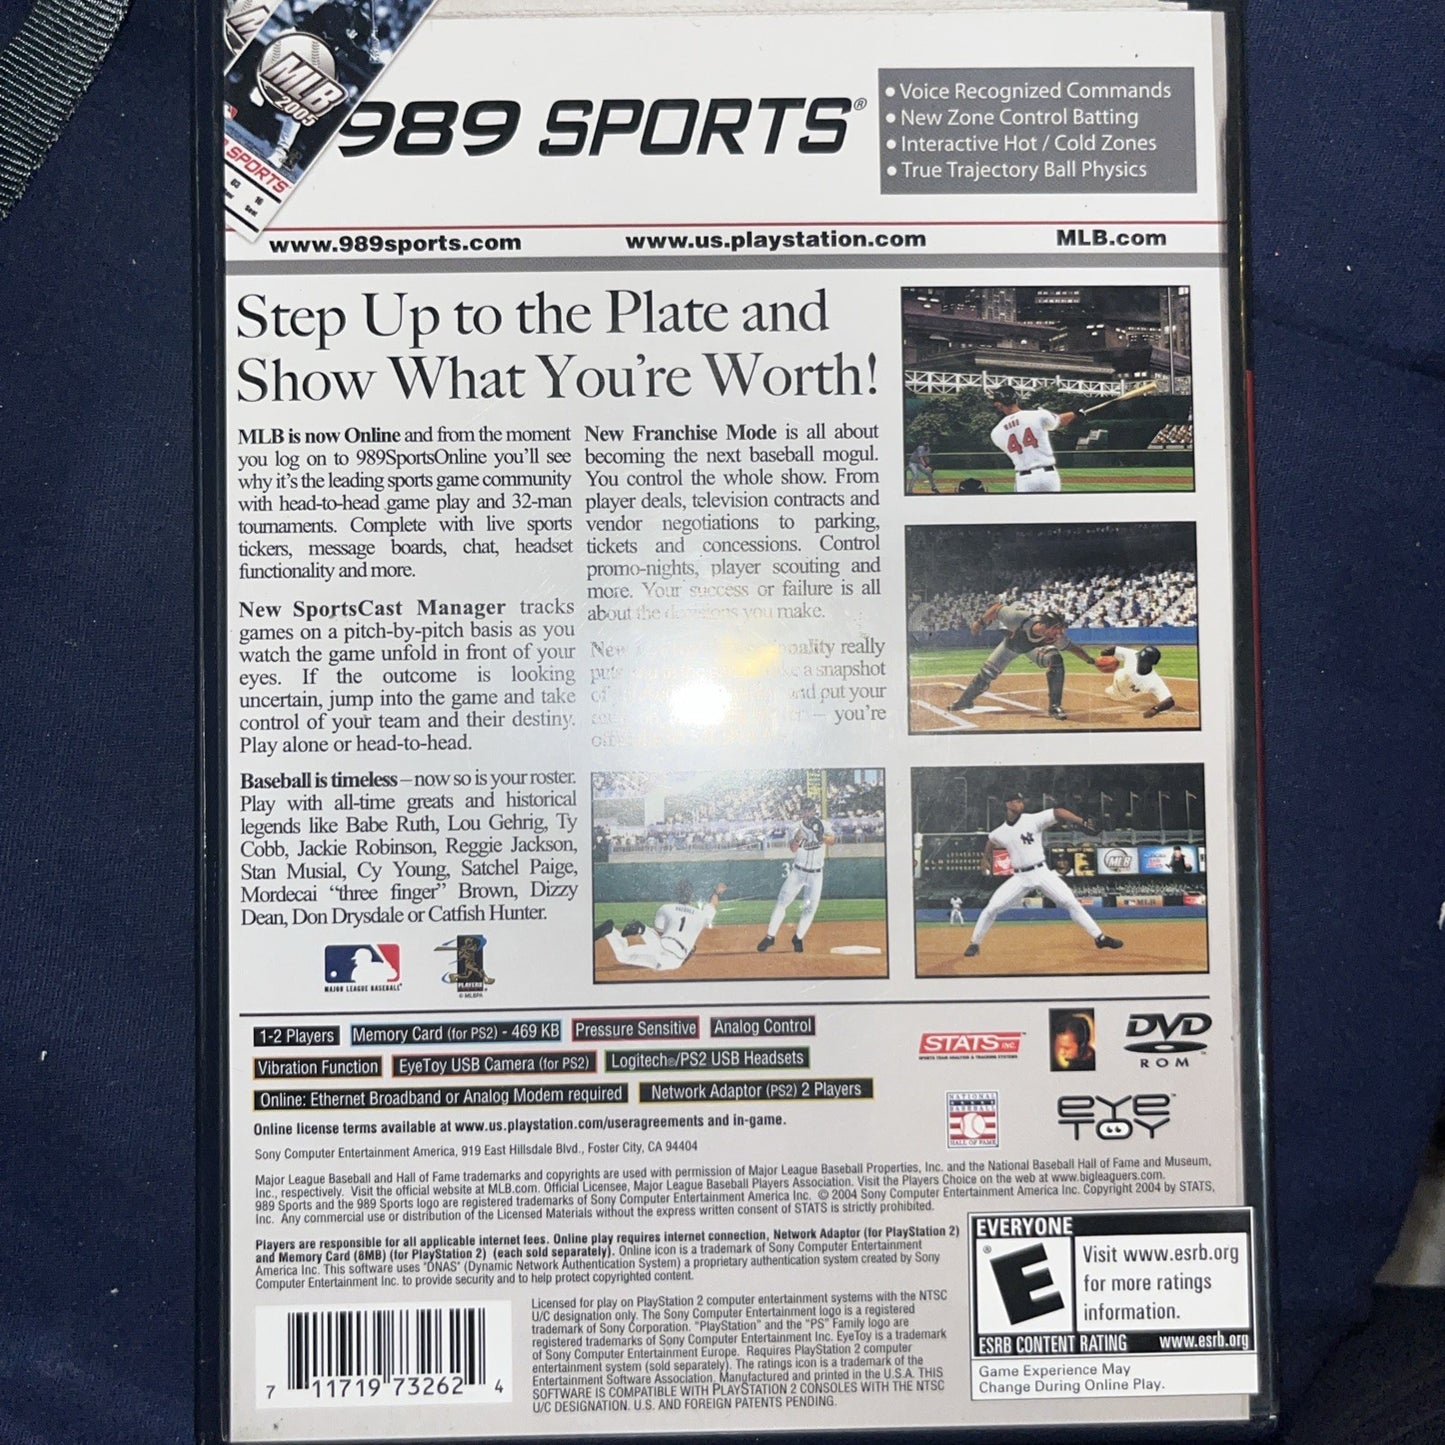 MLB
2005
SPORTS
989 SPORTS®
• Voice Recognized Commands
• New Zone Control Batting
• Interactive Hot / Cold Zones
• True Trajectory Ball Physics
www.989sports.com
www.us.playstation.com
MLB.com
Step Up to the Plate and
Show What You're Worth!
MLB is now Online and from the moment
you log on to 989SportsOnline you'll see
why it's the leading sports game community
with head-to-head game play and 32-man
tournaments. Complete with live sports
tickers, message boards, chat, headset
functionality and more.
New SportsCast Manager tracks
games on a pitch-by-pitch basis as you
watch the game unfold in front of your
eyes. If the outcome is looking
uncertain, jump into the game and take
control of your team and their destiny.
Play alone or head-to-head.
Baseball is timeless – now so is your roster.
Play with all-time greats and historical
legends like Babe Ruth, Lou Gehrig, Ty
Cobb, Jackie Robinson, Reggie Jackson,
Stan Musial, Cy Young, Satchel Paige,
Mordecai "three finger" Brown, Dizzy
Dean, Don Drysdale or Catfish Hunter.
New Franchise Mode is all about
becoming the next baseball mogul.
You control the whole show. From
player deals, television contracts and
vendor negotiations to parking,
tickets and concessions. Control
promo-nights, player scouting and
more. Your success or failure is all
about the decisions you make.
New really
puts a snapshot
of and put your
– you're
44
1
MAJOR LEAGUE BASEBALL
PLAYERS
© MLBPA
1-2 Players
Memory Card (for PS2) - 469 KB
Pressure Sensitive
Analog Control
Vibration Function
EyeToy USB Camera (for PS2)
Logitech®/PS2 USB Headsets
Online: Ethernet Broadband or Analog Modem required
Network Adaptor (PS2) 2 Players
STATS INC.
DVD
ROM
NATIONAL
BASEBALL
HALL OF FAME
EYE TOY
Online license terms available at www.us.playstation.com/useragreements and in-game.
Sony Computer Entertainment America, 919 East Hillsdale Blvd., Foster City, CA 94404
Major League Baseball and Hall of Fame trademarks and copyrights are used with permission of Major League Baseball Properties, Inc. and the National Baseball Hall of Fame and Museum,
Inc., respectively. Visit the official website at MLB.com. Official Licensee, Major League Baseball Players Association. Visit the Players Choice on the web at www.bigleaguers.com.
989 Sports and the 989 Sports logo are registered trademarks of Sony Computer Entertainment America Inc. © 2004 Sony Computer Entertainment America Inc. Copyright 2004 by STATS,
Inc. Any commercial use or distribution of the Licensed Materials without the express written consent of STATS is strictly prohibited.
Players are responsible for all applicable internet fees. Online play requires internet connection, Network Adaptor (for PlayStation 2)
and Memory Card (8MB) (for PlayStation 2) (each sold separately). Online icon is a trademark of Sony Computer Entertainment
America Inc. This software uses "DNAS" (Dynamic Network Authentication System) a proprietary authentication system created by Sony
Computer Entertainment Inc. to provide security and to help protect copyrighted content.
Licensed for play on PlayStation 2 computer entertainment systems with the NTSC
U/C designation only. The Sony Computer Entertainment logo is a registered
trademark of Sony Corporation. "PlayStation" and the "PS" Family logo are
registered trademarks of Sony Computer Entertainment Inc. EyeToy is a trademark
of Sony Computer Entertainment Europe. Requires PlayStation 2 computer
entertainment system (sold separately). The ratings icon is a trademark of the
Entertainment Software Association. Manufactured and printed in the U.S.A. THIS
SOFTWARE IS COMPATIBLE WITH PLAYSTATION 2 CONSOLES WITH THE NTSC
U/C DESIGNATION. U.S. AND FOREIGN PATENTS PENDING.
7 11719 73262 4
EVERYONE
E
®
Visit www.esrb.org
for more ratings
information.
ESRB CONTENT RATING www.esrb.org
Game Experience May
Change During Online Play.